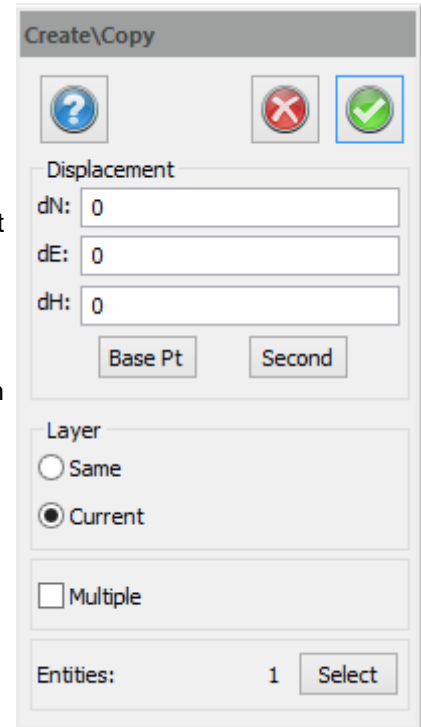 Create\Copy
Displacement
dN: 0
t
dE: 0
dH: 0
Base Pt Second
n
Layer
Same
Current
Multiple
Entities: 1 Select